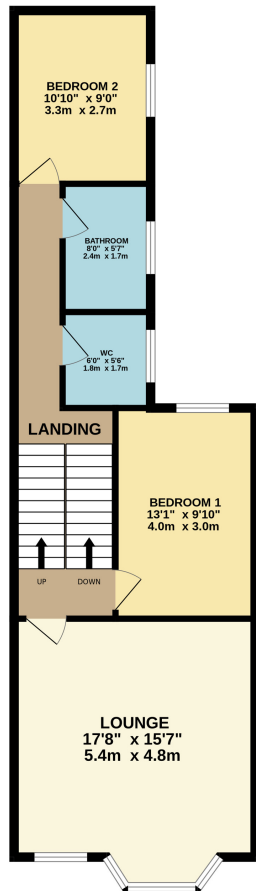 BEDROOM 2
10'10" x 9'0"
3.3m x 2.7m
BATHROOM
8'0" x 5'7"
2.4m x 1.7m
WC
6'0" x 5'6"
1.8m x 1.7m
LANDING
BEDROOM 1
13'1" x 9'10"
4.0m x 3.0m
UP
DOWN
LOUNGE
17'8" x 15'7"
5.4m x 4.8m